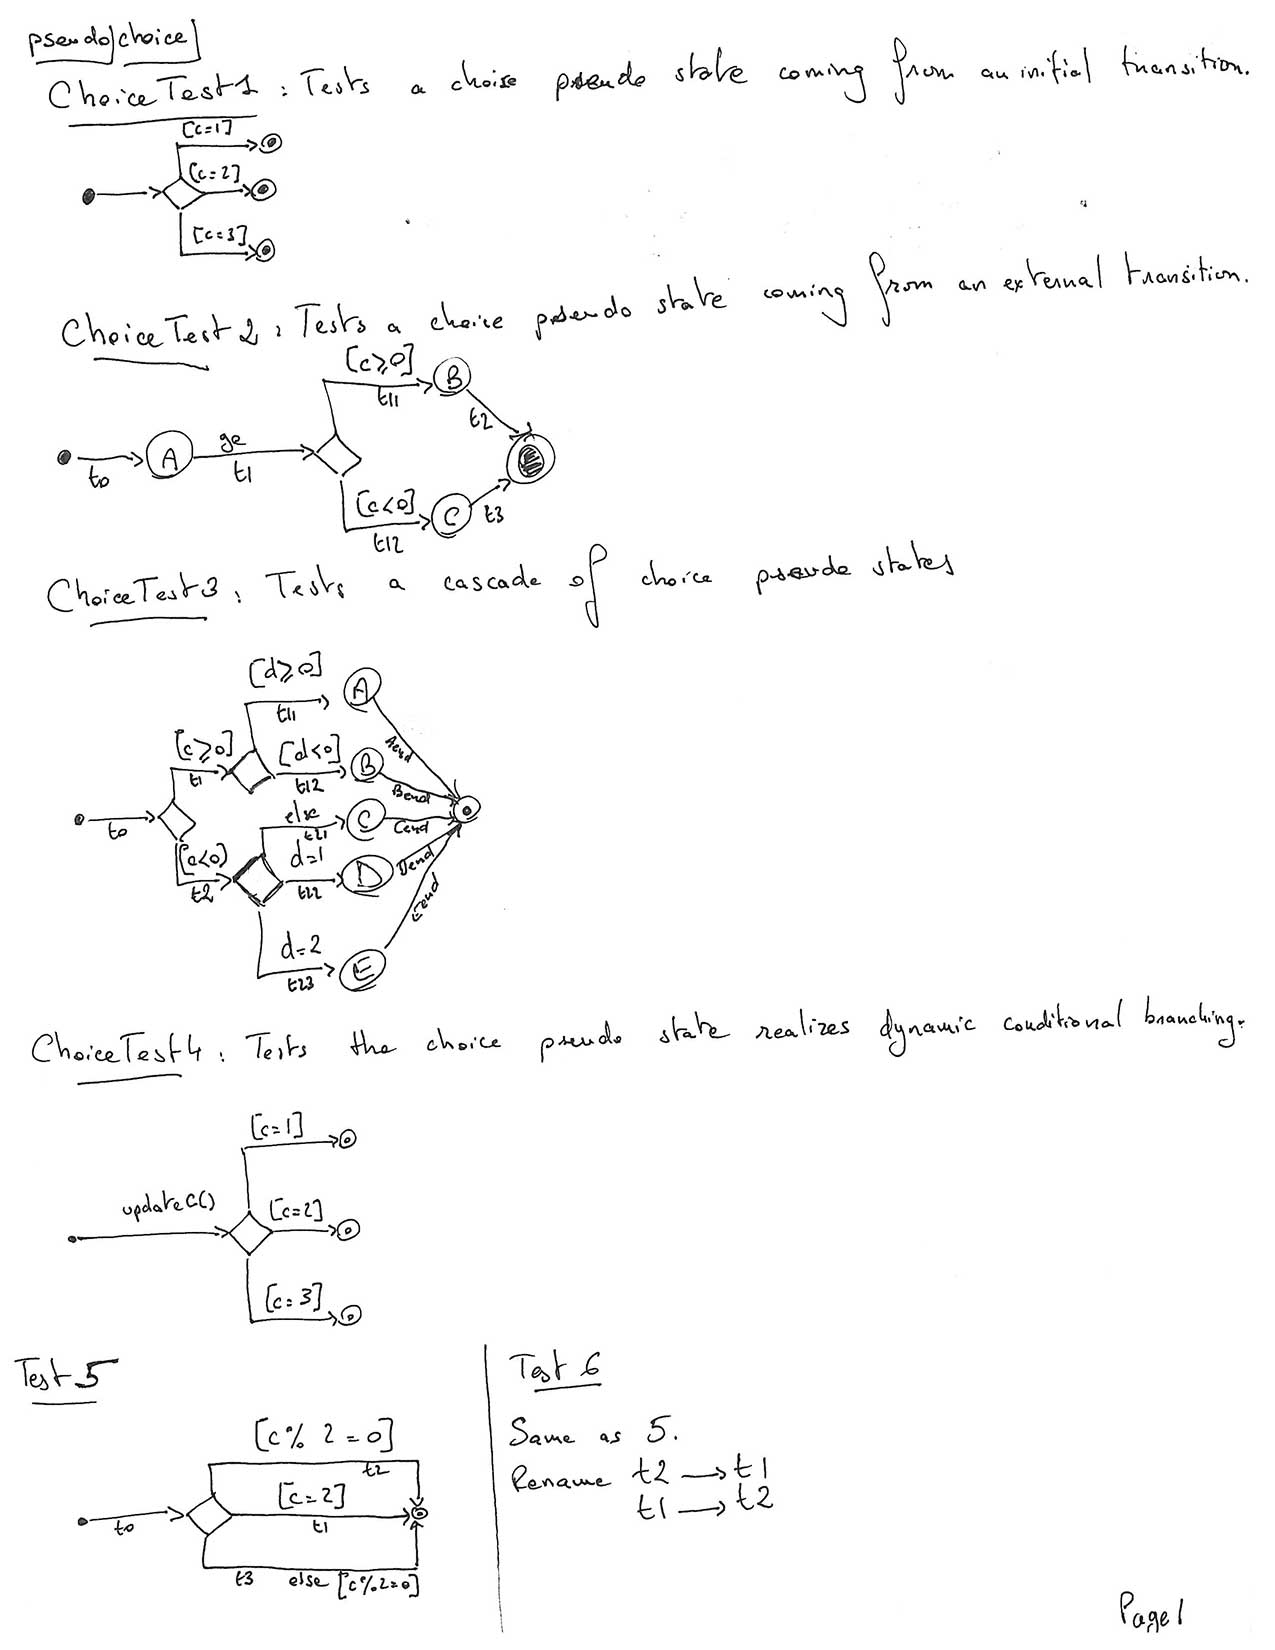 pseudo/choice/
ChoiceTest1 : Tests a choise pseudo state coming from an initial transition.
[c=1]
[c=2]
[c=3]
ChoiceTest2 : Tests a choice pseudo state coming from an external transition.
[c⩾0]
t11
B
t2
A
ge
t0
t1
[c<0]
C
t3
t12
ChoiceTest3 : Tests a cascade of choice pseudo states
[d⩾0]
A
t11
Aend
[c⩾0]
[d<0]
B
t1
t12
Bend
t0
else
C
t21
Cend
[c<0]
d=1
D
t2
t22
Dend
Eend
d=2
E
t23
ChoiceTest4 : Tests the choice pseudo state realizes dynamic conditional branching.
[c=1]
updateC()
[c=2]
[c=3]
Test 5
[c% 2=0]
t2
[c=2]
t0
t1
t3 else [c%2=0]
Test 6
Same as 5.
Rename t2 → t1
t1 → t2
Page 1